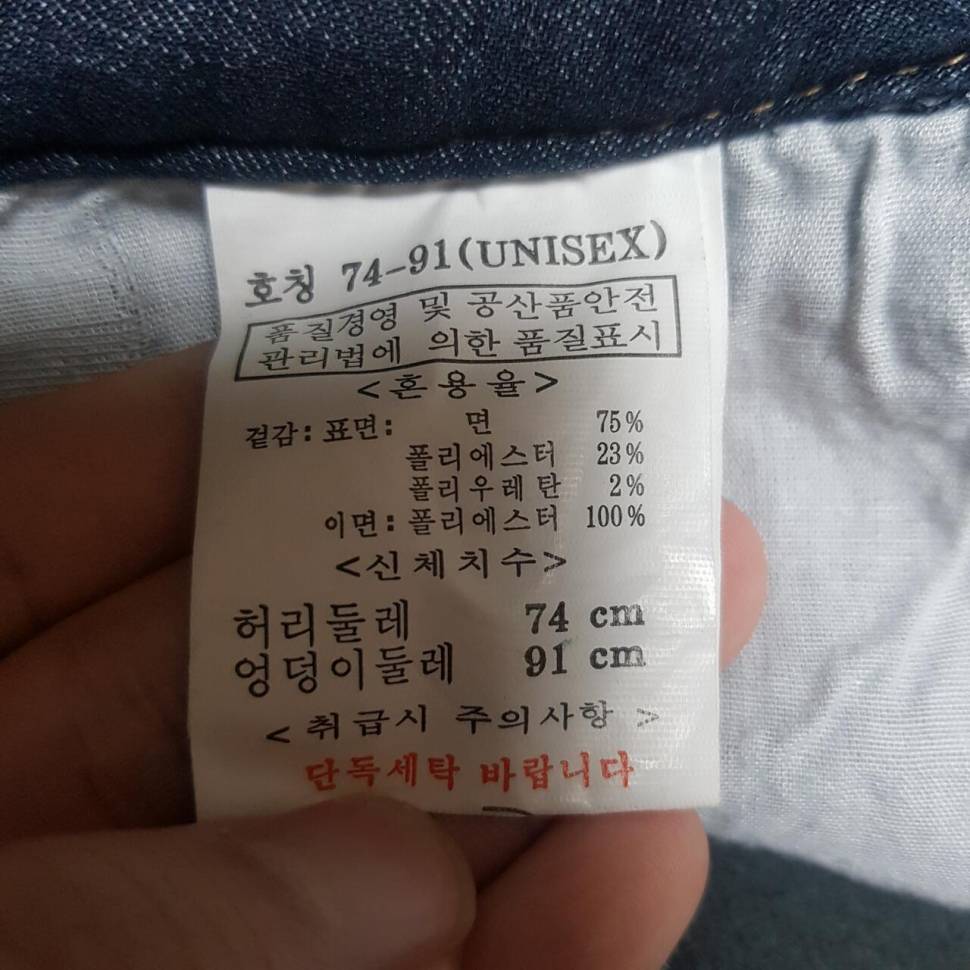 호칭 74-91(UNISEX)
품질경영 및 공산품안전
관리법에 의한 품질표시
<혼용율>
겉감: 표면: 면 75%
폴리에스터 23%
폴리우레탄 2%
이면: 폴리에스터 100%
<신체치수>
허리둘레 74 cm
엉덩이둘레 91 cm
<취급시 주의사항>
단독세탁 바랍니다